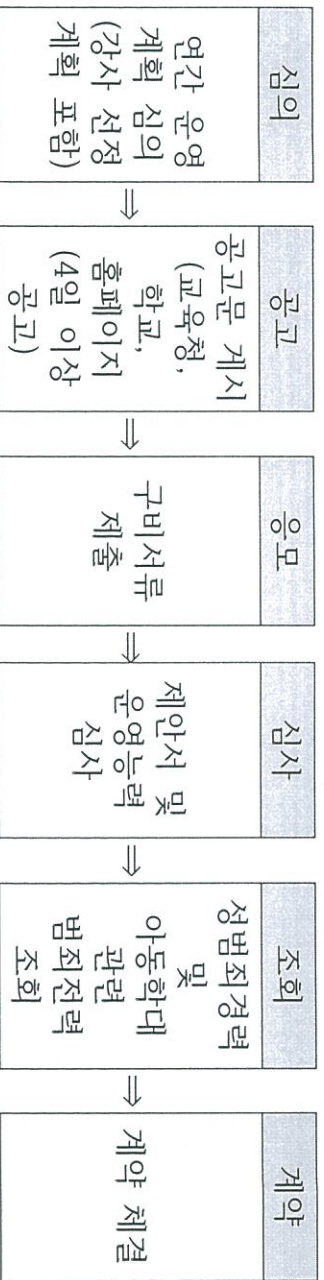 심의
연간 운영
계획 심의
(강사 선정
계획 포함)
⇒
공고
공고문 게시
(교육청,
학교,
홈페이지
(4일 이상
공고)
⇒
응모
구비서류
제출
⇒
심사
제안서 및
운영능력
심사
⇒
조회
성범죄경력
및
아동학대
관련
범죄전력
조회
⇒
계약
계약 체결